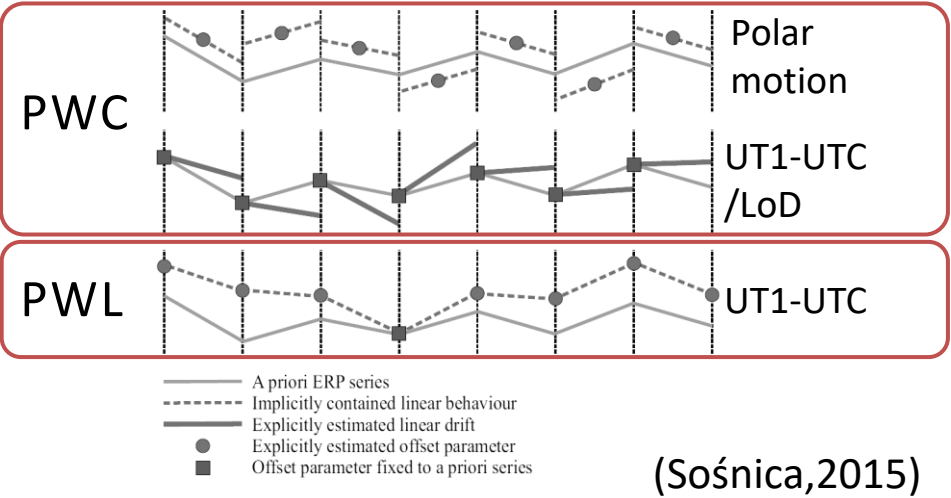 PWC
Polar
motion
UT1-UTC
/LoD
PWL
UT1-UTC
A priori ERP series
Implicitly contained linear behaviour
Explicitly estimated linear drift
Explicitly estimated offset parameter
Offset parameter fixed to a priori series
(Sośnica,2015)